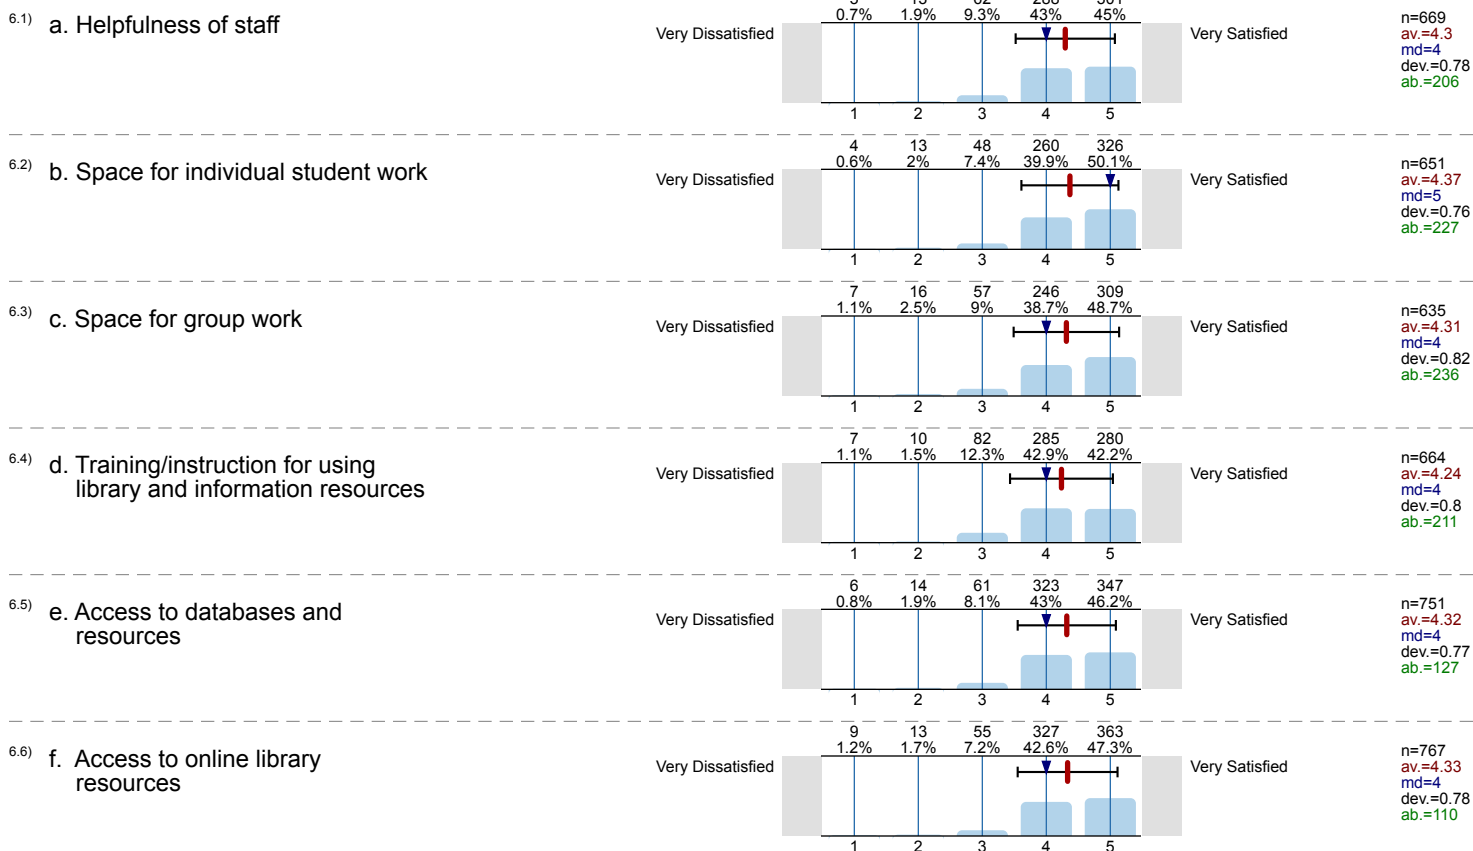 6.1) a. Helpfulness of staff
0.7% 1.9% 9.3% 43% 45%
Very Dissatisfied
Very Satisfied
1 2 3 4 5
n=669
av.=4.3
md=4
dev.=0.78
ab.=206
6.2) b. Space for individual student work
4 13 48 260 326
0.6% 2% 7.4% 39.9% 50.1%
Very Dissatisfied
Very Satisfied
1 2 3 4 5
n=651
av.=4.37
md=5
dev.=0.76
ab.=227
6.3) c. Space for group work
7 16 57 246 309
1.1% 2.5% 9% 38.7% 48.7%
Very Dissatisfied
Very Satisfied
1 2 3 4 5
n=635
av.=4.31
md=4
dev.=0.82
ab.=236
6.4) d. Training/instruction for using
library and information resources
7 10 82 285 280
1.1% 1.5% 12.3% 42.9% 42.2%
Very Dissatisfied
Very Satisfied
1 2 3 4 5
n=664
av.=4.24
md=4
dev.=0.8
ab.=211
6.5) e. Access to databases and
resources
6 14 61 323 347
0.8% 1.9% 8.1% 43% 46.2%
Very Dissatisfied
Very Satisfied
1 2 3 4 5
n=751
av.=4.32
md=4
dev.=0.77
ab.=127
6.6) f. Access to online library
resources
9 13 55 327 363
1.2% 1.7% 7.2% 42.6% 47.3%
Very Dissatisfied
Very Satisfied
1 2 3 4 5
n=767
av.=4.33
md=4
dev.=0.78
ab.=110